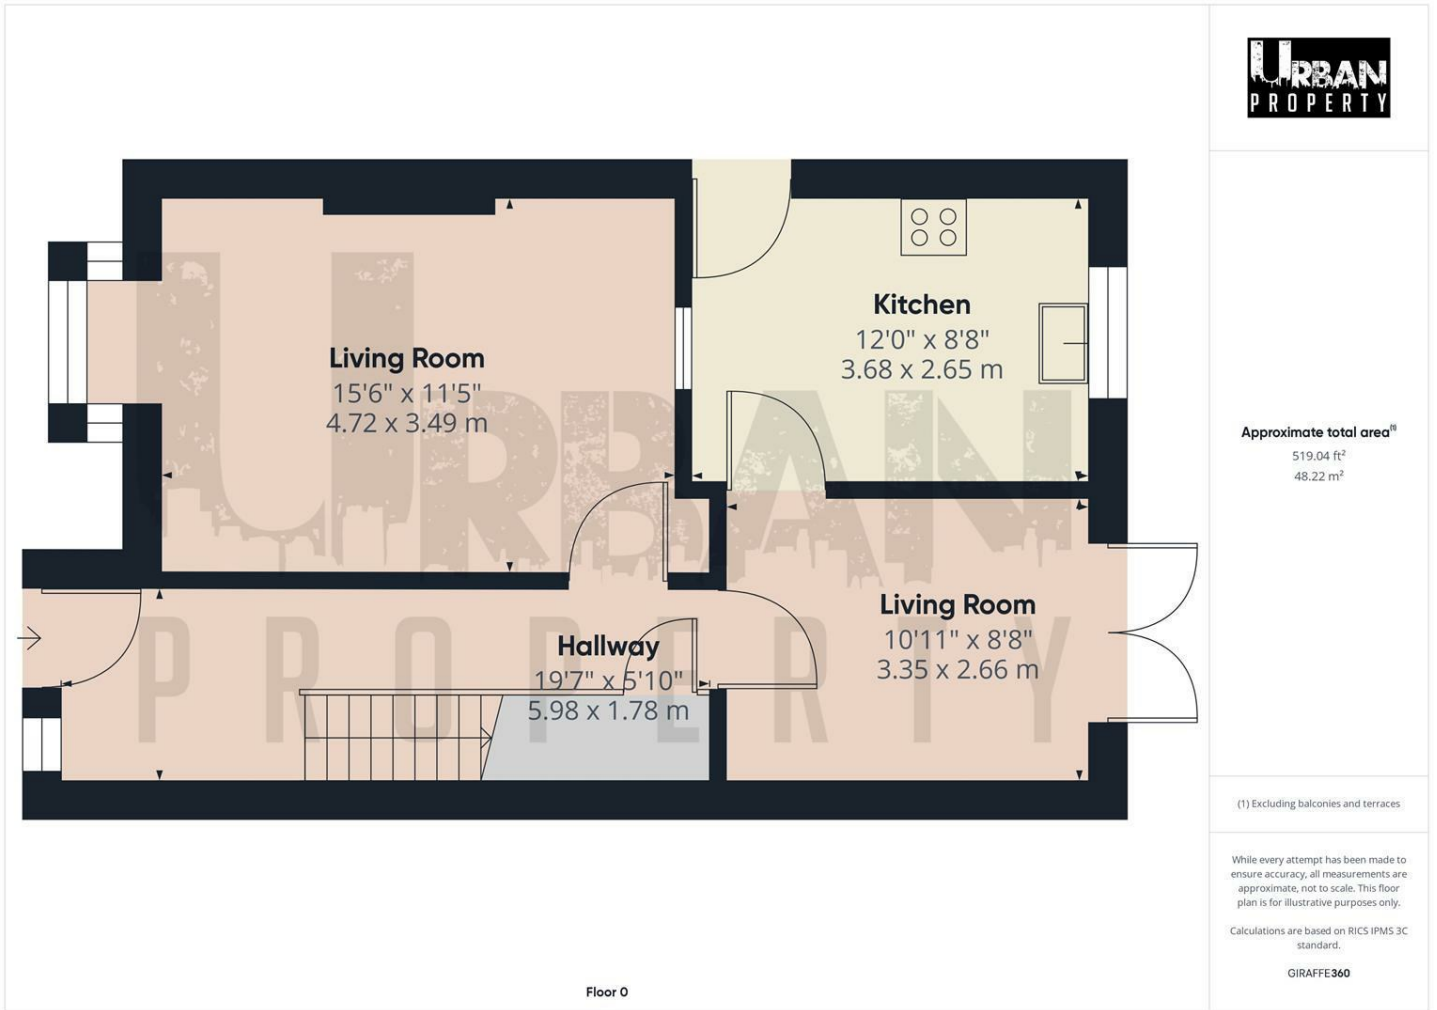 URBAN
PROPERTY
Living Room
15'6" x 11'5"
4.72 x 3.49 m
Kitchen
12'0" x 8'8"
3.68 x 2.65 m
Hallway
19'7" x 5'10"
5.98 x 1.78 m
Living Room
10'11" x 8'8"
3.35 x 2.66 m
URBAN
PROPERTY
Floor 0
Approximate total area⁽¹⁾
519.04 ft²
48.22 m²
(1) Excluding balconies and terraces
While every attempt has been made to
ensure accuracy, all measurements are
approximate, not to scale. This floor
plan is for illustrative purposes only.
Calculations are based on RICS IPMS 3C
standard.
GIRAFFE360